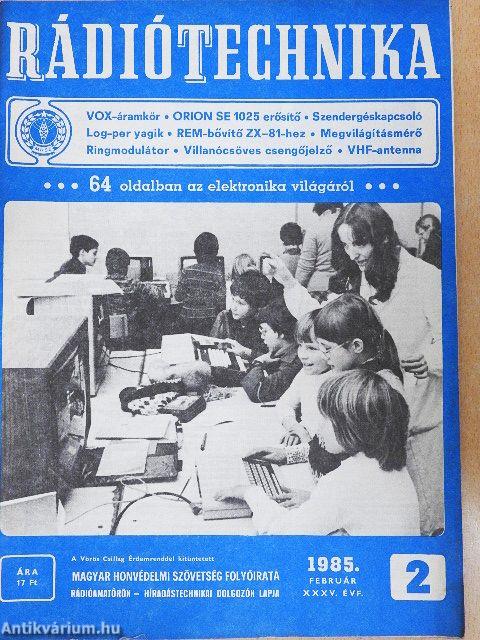 RÁDIÓTECHNIKA
VOX-áramkör • ORION SE 1025 erősítő • Szendergéskapcsoló
Log-per yagik • REM-bővítő ZX-81-hez • Megvilágításmérő
Ringmodulátor • Villanócsöves csengőjelző • VHF-antenna
••• 64 oldalban az elektronika világáról •••
ÁRA
17 Ft
A Vörös Csillag Érdemrenddel kitüntetett
MAGYAR HONVÉDELMI SZÖVETSÉG FOLYÓIRATA
RÁDIÓAMATŐRÖK – HÍRADÁSTECHNIKAI DOLGOZÓK LAPJA
1985.
FEBRUÁR
XXXV. ÉVF.
2
Antikvárium.hu